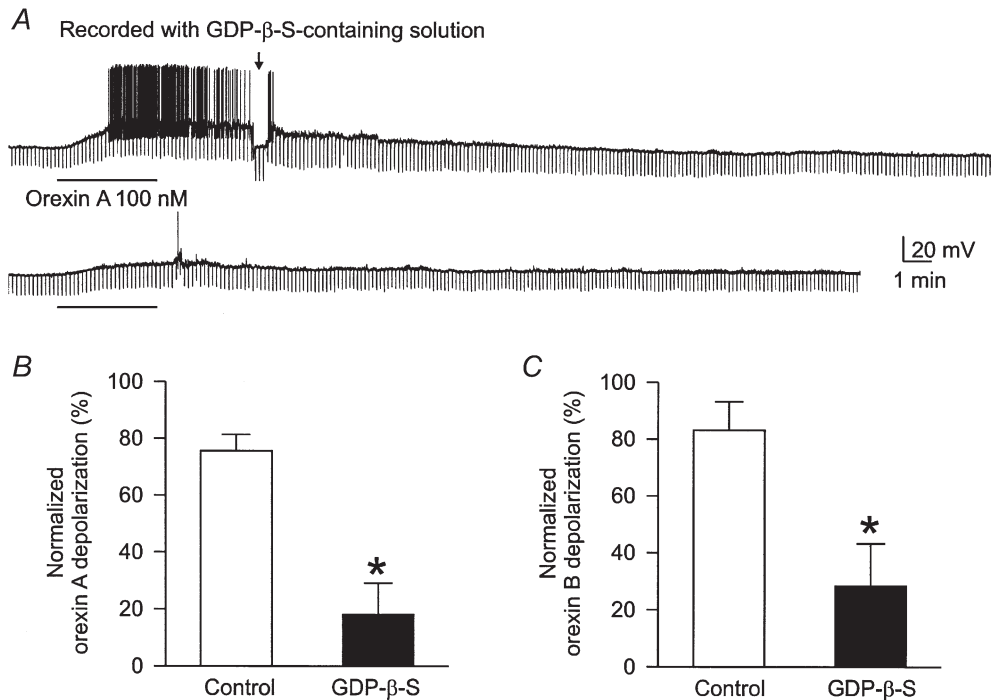 A
Recorded with GDP-β-S-containing solution
Orexin A 100 nM
20 mV
1 min
B
Normalized
orexin A depolarization (%)
100
80
60
40
20
0
*
Control
GDP-β-S
C
Normalized
orexin B depolarization (%)
100
80
60
40
20
0
*
Control
GDP-β-S